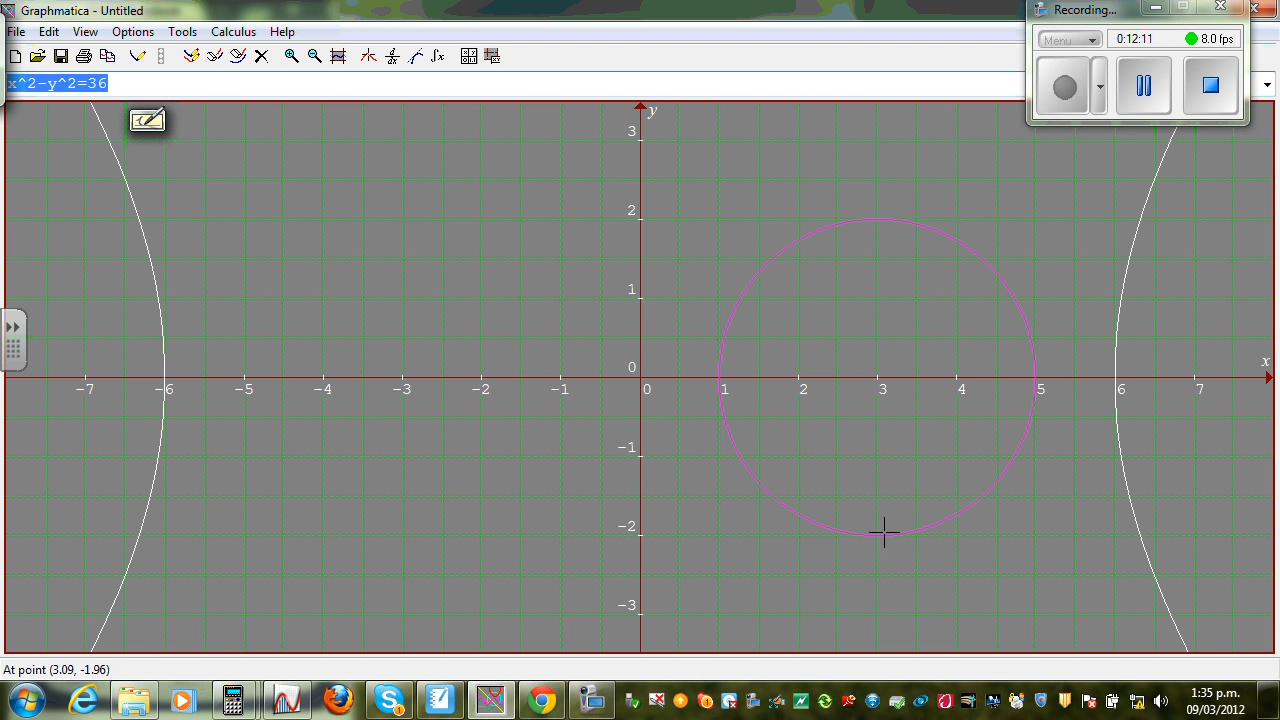 Graphmatica - Untitled
Recording...
File Edit View Options Tools Calculus Help
Menu 0:12:11 8.0 fps
x^2-y^2=36
y
3
2
1
0
x
-7 -6 -5 -4 -3 -2 -1 0 1 2 3 4 5 6 7
-1
-2
-3
At point (3.09, -1.96)
1:35 p.m.
09/03/2012